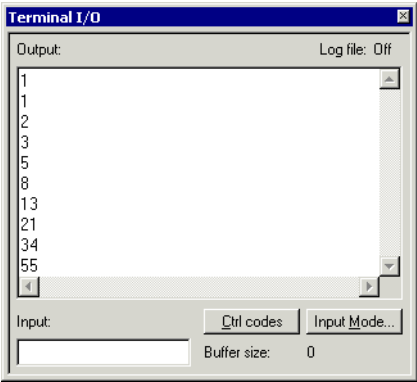 Terminal I/O
Output: Log file: Off
1
1
2
3
5
8
13
21
34
55
Input: Ctrl codes Input Mode...
Buffer size: 0